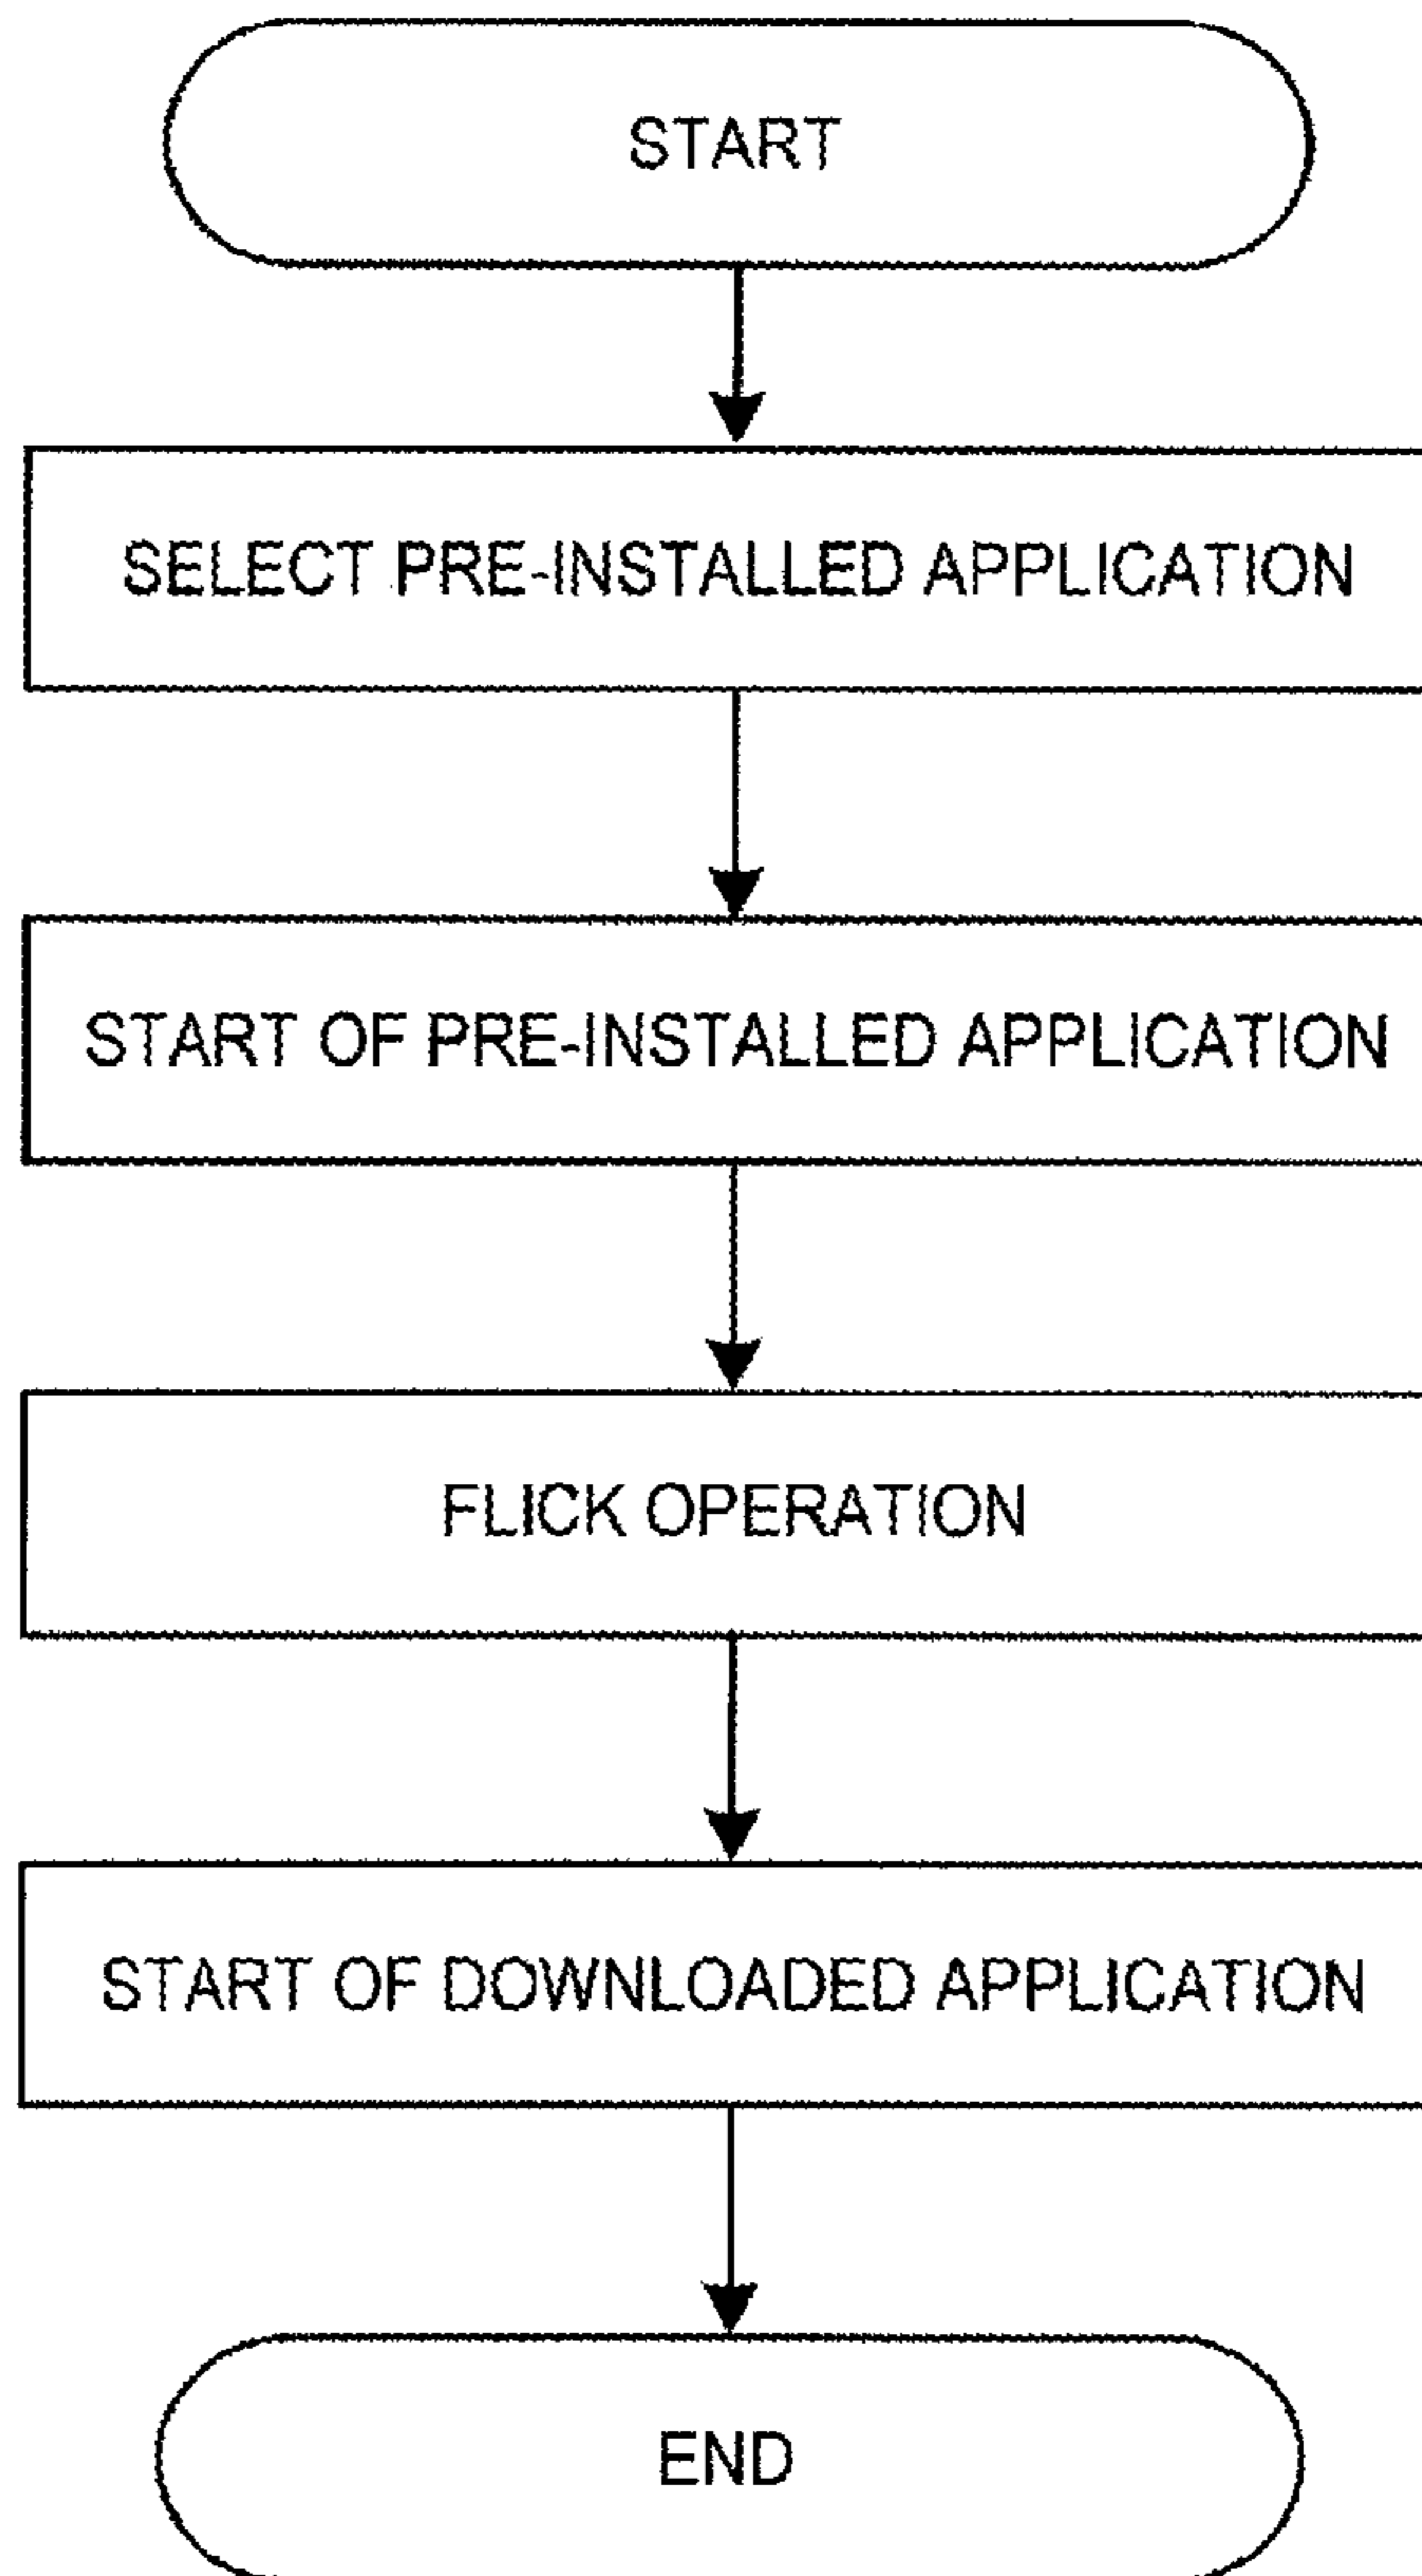 START
SELECT PRE-INSTALLED APPLICATION
START OF PRE-INSTALLED APPLICATION
FLICK OPERATION
START OF DOWNLOADED APPLICATION
END